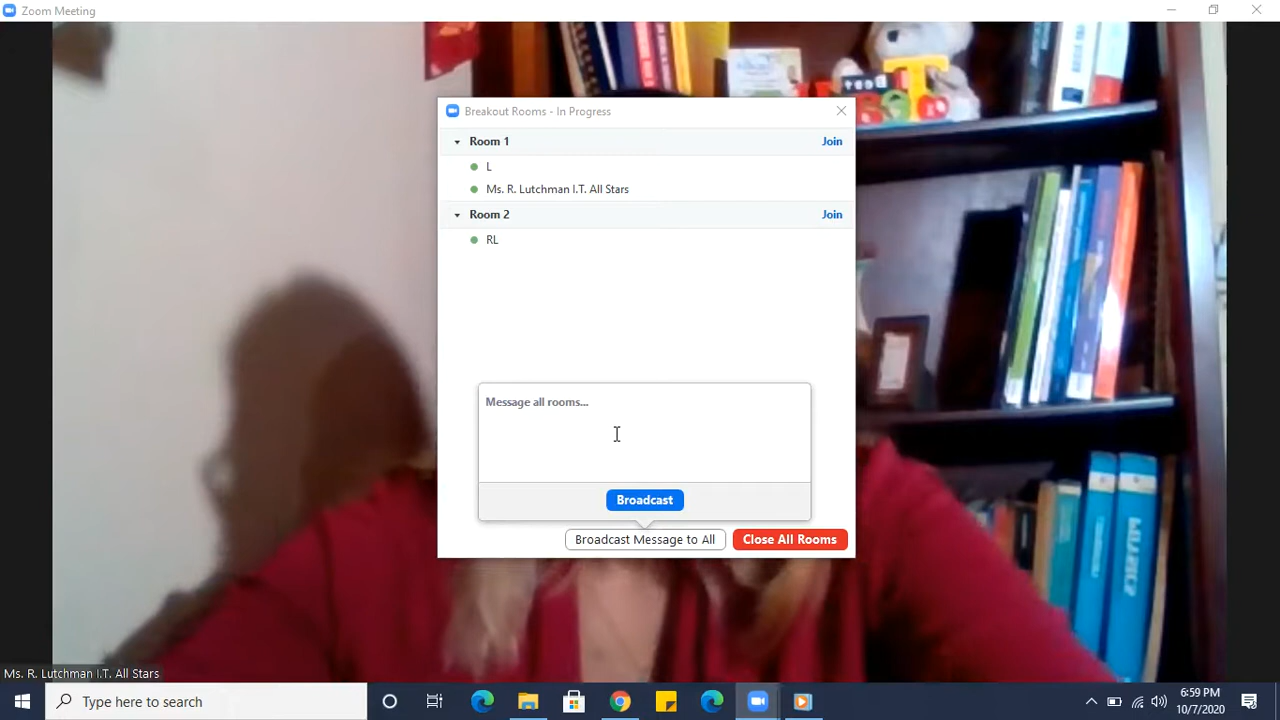 Zoom Meeting
Breakout Rooms - In Progress
Room 1
Join
L
Ms. R. Lutchman I.T. All Stars
Room 2
Join
RL
Message all rooms...
Broadcast
Broadcast Message to All
Close All Rooms
Ms. R. Lutchman I.T. All Stars
Type here to search
6:59 PM
10/7/2020